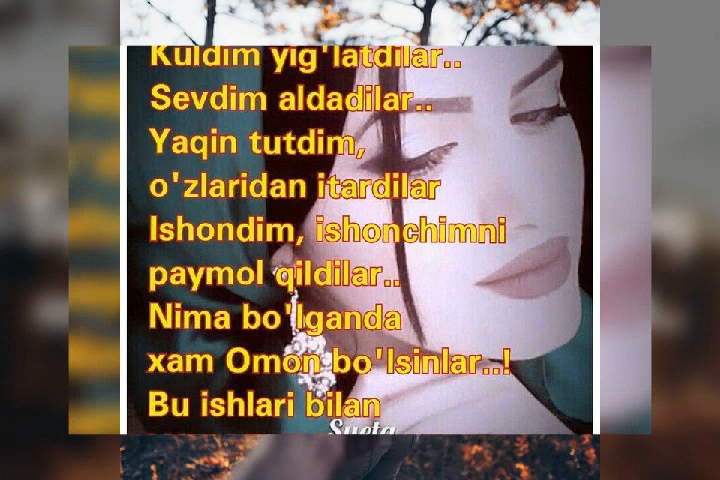 Kuldim yig'latdilar..
Sevdim aldadilar..
Yaqin tutdim,
o'zlaridan itardilar
Ishondim, ishonchimni
paymol qildilar..
Nima bo'lganda
xam Omon bo'lsinlar..!
Bu ishlari bilan
Sueta